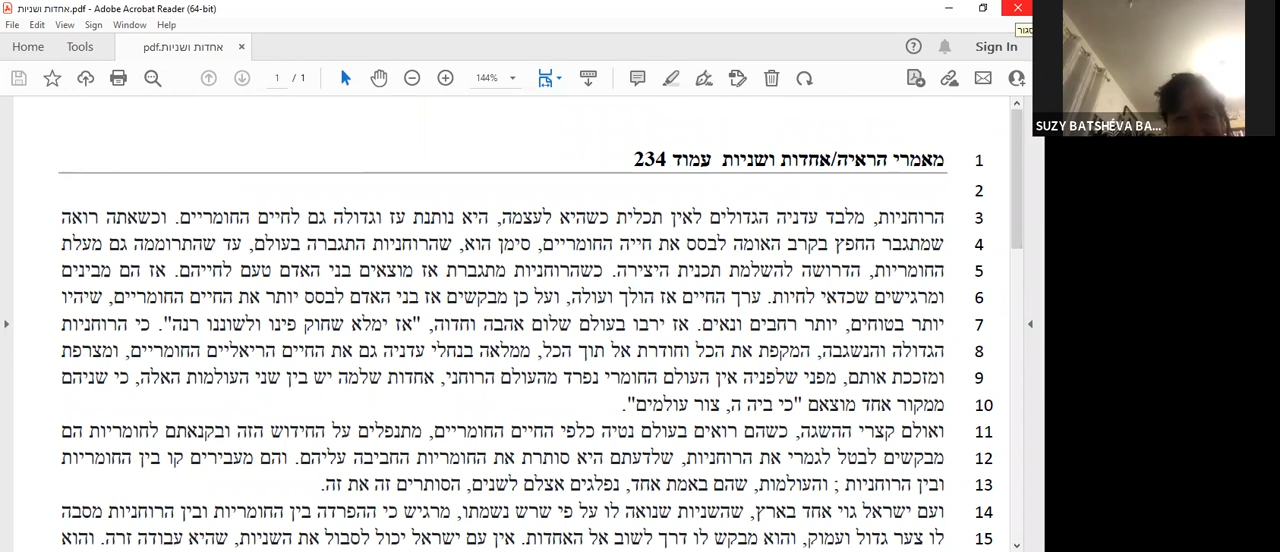 אחדות ושניות.pdf - Adobe Acrobat Reader (64-bit)
File Edit View Sign Window Help
סגור
Home Tools אחדות ושניות.pdf × Sign In
1 / 1 144%
SUZY BATSHÉVA BA...
מאמרי הראיה/אחדות ושניות עמוד 234 1
2
הרוחניות, מלבד עדניה הגדולים לאין תכלית כשהיא לעצמה, היא נותנת עז וגדולה גם לחיים החומריים. וכשאתה רואה 3
שמתגבר החפץ בקרב האומה לבסס את חייה החומריים, סימן הוא, שהרוחניות התגברה בעולם, עד שהתרוממה גם מעלת 4
החומריות, הדרושה להשלמת תכנית היצירה. כשהרוחניות מתגברת אז מוצאים בני האדם טעם לחייהם. אז הם מבינים 5
ומרגישים שכדאי לחיות. ערך החיים אז הולך ועולה, ועל כן מבקשים אז בני האדם לבסס יותר את החיים החומריים, שיהיו 6
יותר בטוחים, יותר רחבים ונאים. אז ירבו בעולם שלום אהבה וחדוה, "אז ימלא שחוק פינו ולשוננו רנה". כי הרוחניות 7
הגדולה והנשגבה, המקפת את הכל וחודרת אל תוך הכל, ממלאה בנחלי עדניה גם את החיים הריאליים החומריים, ומצרפת 8
ומזככת אותם, מפני שלפניה אין העולם החומרי נפרד מהעולם הרוחני, אחדות שלמה יש בין שני העולמות האלה, כי שניהם 9
ממקור אחד מוצאם "כי ביה ה, צור עולמים". 10
ואולם קצרי ההשגה, כשהם רואים בעולם נטיה כלפי החיים החומריים, מתנפלים על החידוש הזה ובקנאתם לחומריות הם 11
מבקשים לבטל לגמרי את הרוחניות, שלדעתם היא סותרת את החומריות החביבה עליהם. והם מעבירים קו בין החומריות 12
ובין הרוחניות ; והעולמות, שהם באמת אחד, נפלגים אצלם לשנים, הסותרים זה את זה. 13
ועם ישראל גוי אחד בארץ, שהשניות שנואה לו על פי שרש נשמתו, מרגיש כי ההפרדה בין החומריות ובין הרוחניות מסבה 14
לו צער גדול ועמוק, והוא מבקש לו דרך לשוב אל האחדות. אין עם ישראל יכול לסבול את השניות, שהיא עבודה זרה. והוא 15